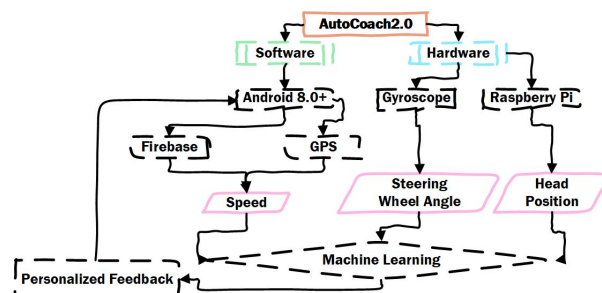 AutoCoach2.0
Software
Hardware
Android 8.0+
Gyroscope
Raspberry Pi
Firebase
GPS
Speed
Steering
Wheel Angle
Head
Position
Machine Learning
Personalized Feedback